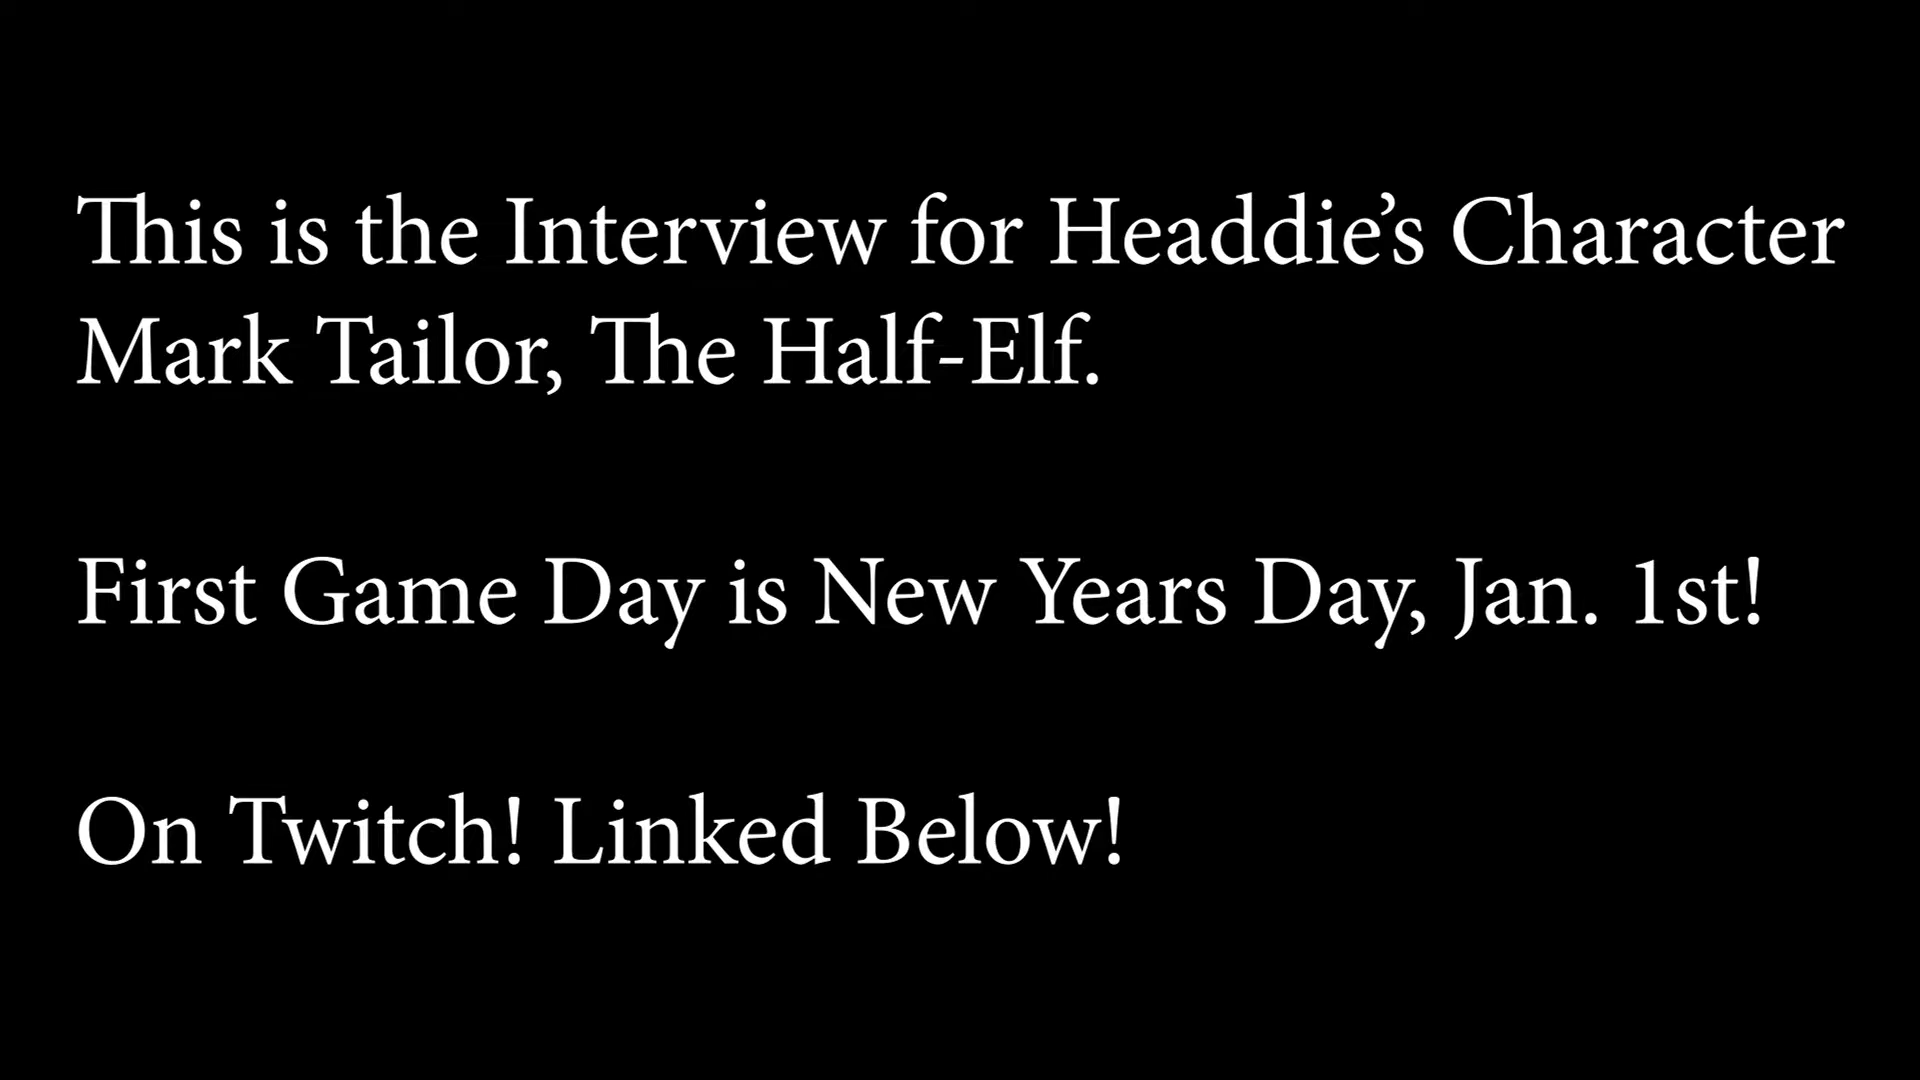 This is the Interview for Headdie’s Character
Mark Tailor, The Half-Elf.
First Game Day is New Years Day, Jan. 1st!
On Twitch! Linked Below!